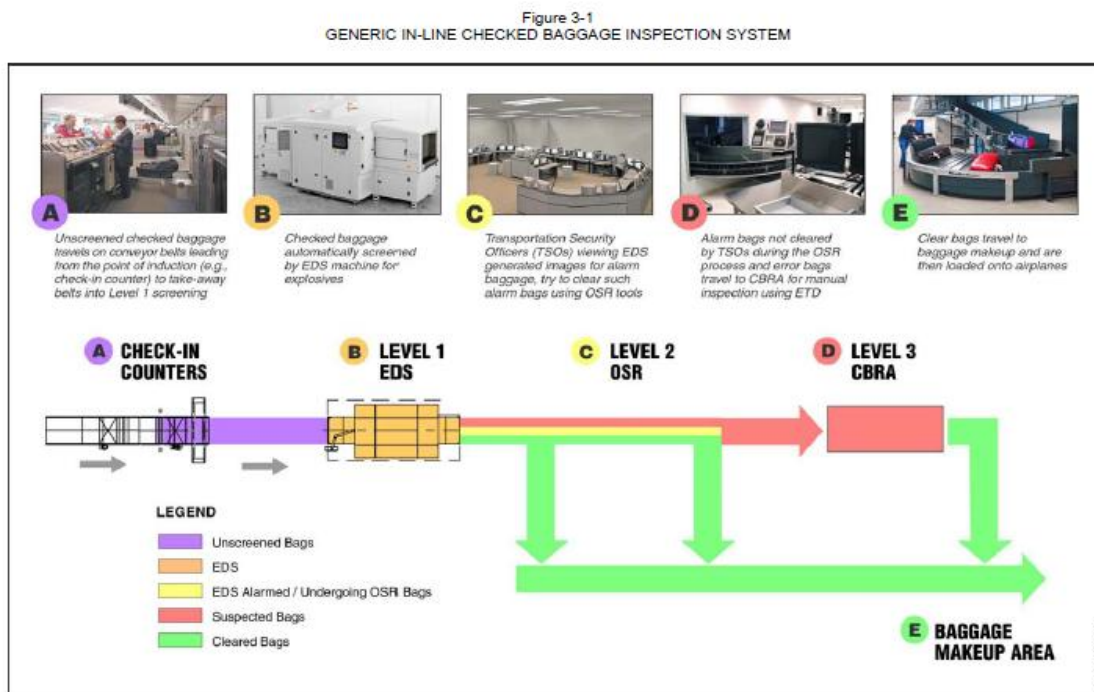 Figure 3-1
GENERIC IN-LINE CHECKED BAGGAGE INSPECTION SYSTEM
A
Unscreened checked baggage
travels on conveyor belts leading
from the point of induction (e.g.,
check-in counter) to take-away
belts into Level 1 screening
B
Checked baggage
automatically screened
by EDS machine for
explosives
C
Transportation Security
Officers (TSOs) viewing EDS
generated images for alarm
baggage, try to clear such
alarm bags using OSR tools
D
Alarm bags not cleared
by TSOs during the OSR
process and error bags
travel to CBRA for manual
inspection using ETD
E
Clear bags travel to
baggage makeup and are
then loaded onto airplanes
A CHECK-IN
COUNTERS
B LEVEL 1
EDS
C LEVEL 2
OSR
D LEVEL 3
CBRA
LEGEND
Unscreened Bags
EDS
EDS Alarmed / Undergoing OSR Bags
Suspected Bags
Cleared Bags
E BAGGAGE
MAKEUP AREA